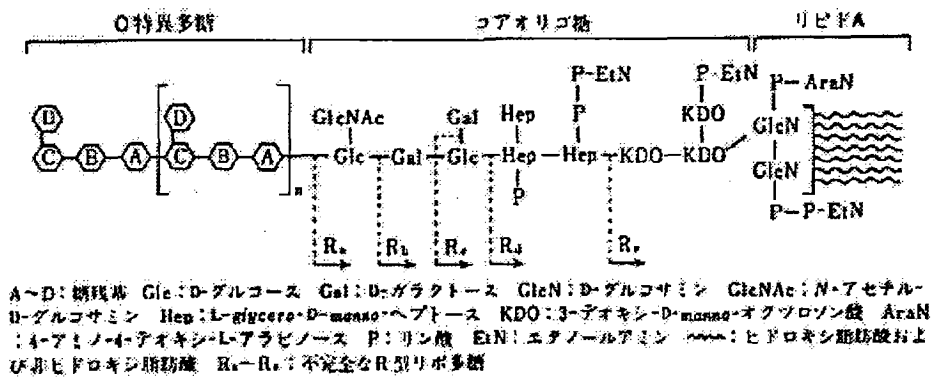 O特異多糖 コアオリゴ糖 リピドA
P-EtN P-EtN P-AraN
D D GlcNAc Gal Hep P KDO GlcN
C B A C B A Glc Gal Glc Hep Hep KDO KDO
n P GlcN
P-P-EtN
Ra Rb Rc Rd Re
A~D:糖残基 Glc:D-グルコース Gal:D-ガラクトース GlcN:D-グルコサミン GlcNAc:N-アセチル-
D-グルコサミン Hep:L-glycero-D-manno-ヘプトース KDO:3-デオキシ-D-manno-オクツロソン酸 AraN
:4-アミノ-4-デオキシ-L-アラビノース P:リン酸 EtN:エタノールアミン :ヒドロキシ脂肪酸およ
び非ヒドロキシ脂肪酸 Ra~Re:不完全なR型リポ多糖